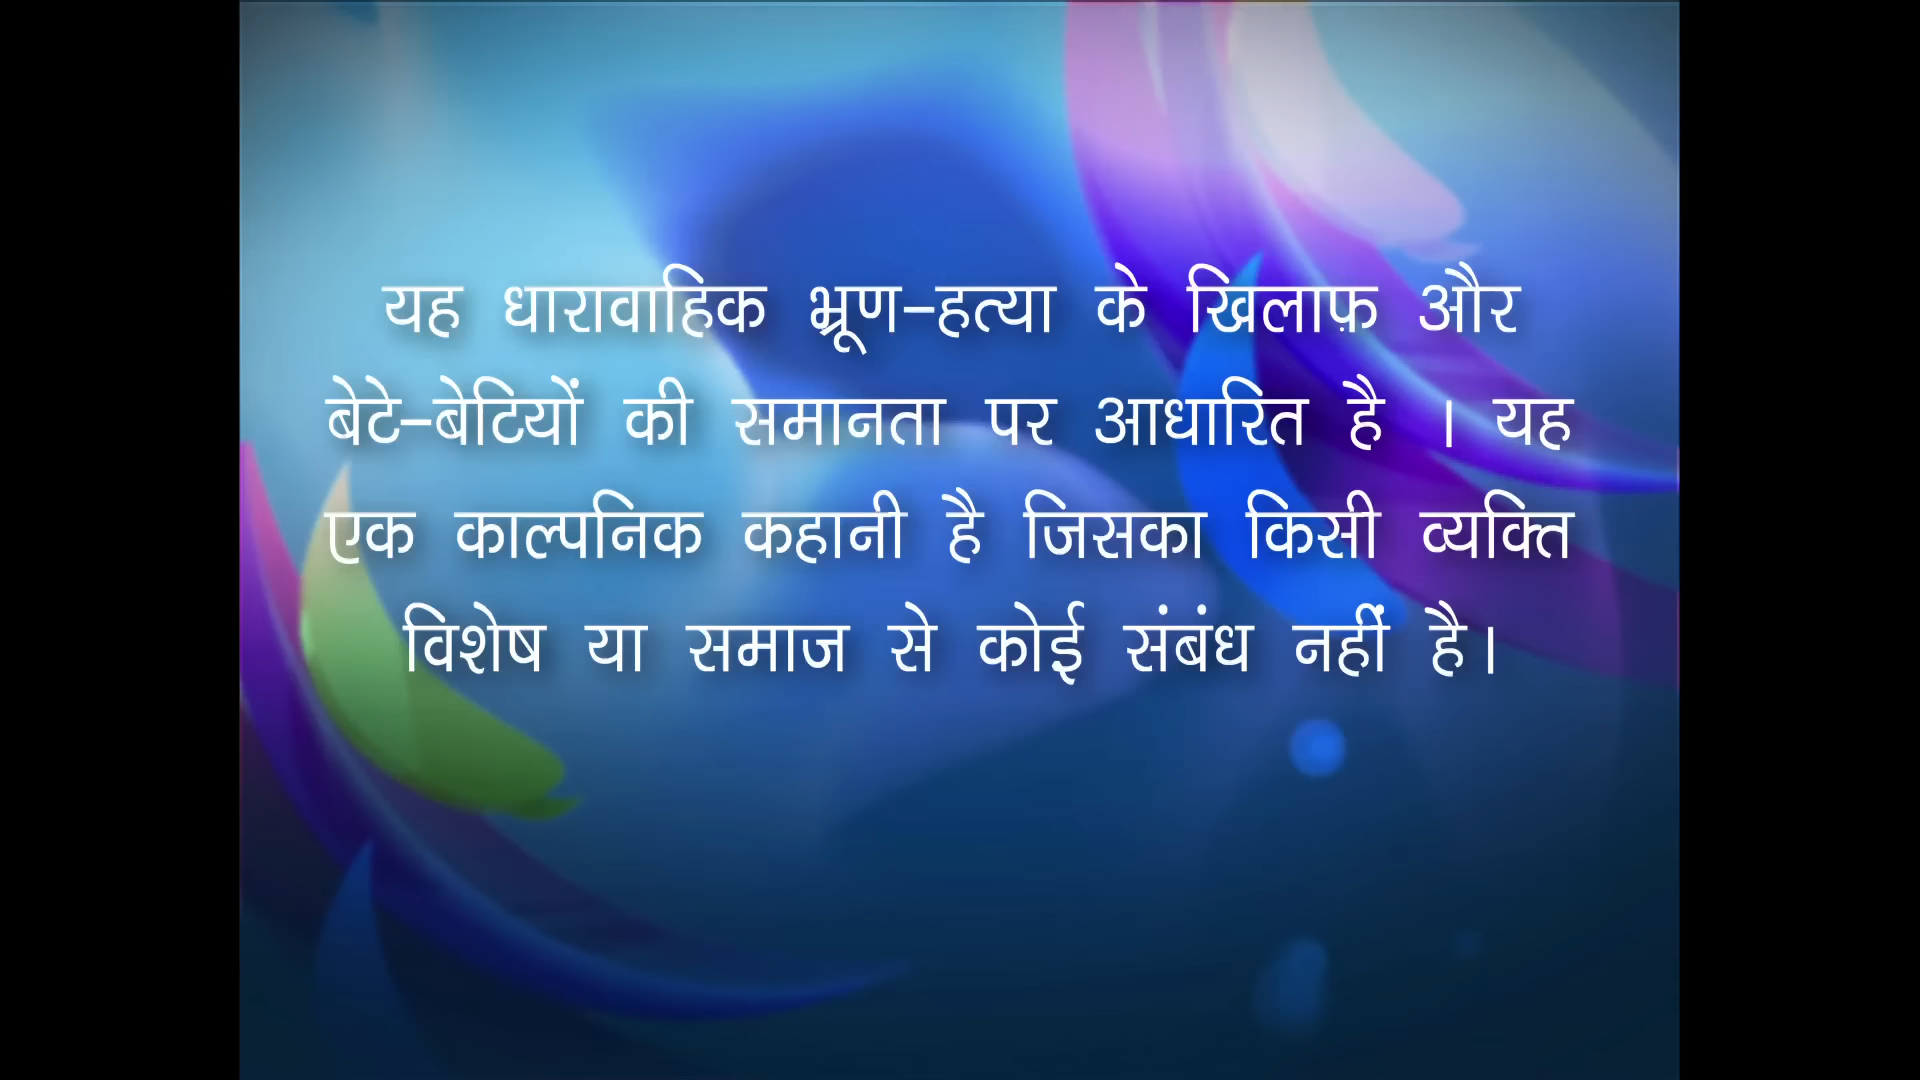 यह धारावाहिक भ्रूण-हत्या के खिलाफ़ और
बेटे-बेटियों की समानता पर आधारित है । यह
एक काल्पनिक कहानी है जिसका किसी व्यक्ति
विशेष या समाज से कोई संबंध नहीं है।